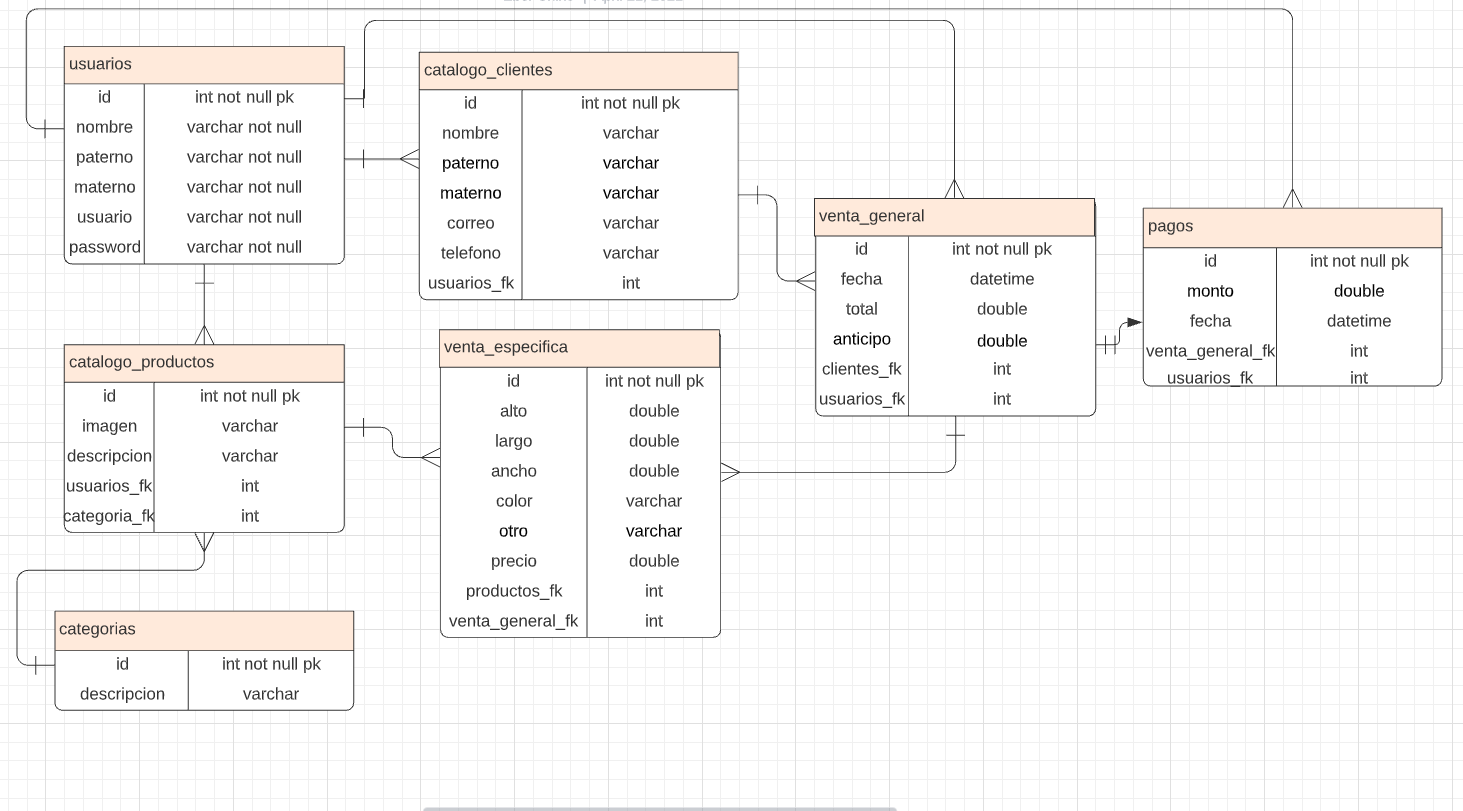 usuarios
id int not null pk
nombre varchar not null
paterno varchar not null
materno varchar not null
usuario varchar not null
password varchar not null
catalogo_clientes
id int not null pk
nombre varchar
paterno varchar
materno varchar
correo varchar
telefono varchar
usuarios_fk int
venta_general
id int not null pk
fecha datetime
total double
anticipo double
clientes_fk int
usuarios_fk int
pagos
id int not null pk
monto double
fecha datetime
venta_general_fk int
usuarios_fk int
catalogo_productos
id int not null pk
imagen varchar
descripcion varchar
usuarios_fk int
categoria_fk int
venta_especifica
id int not null pk
alto double
largo double
ancho double
color varchar
otro varchar
precio double
productos_fk int
venta_general_fk int
categorias
id int not null pk
descripcion varchar